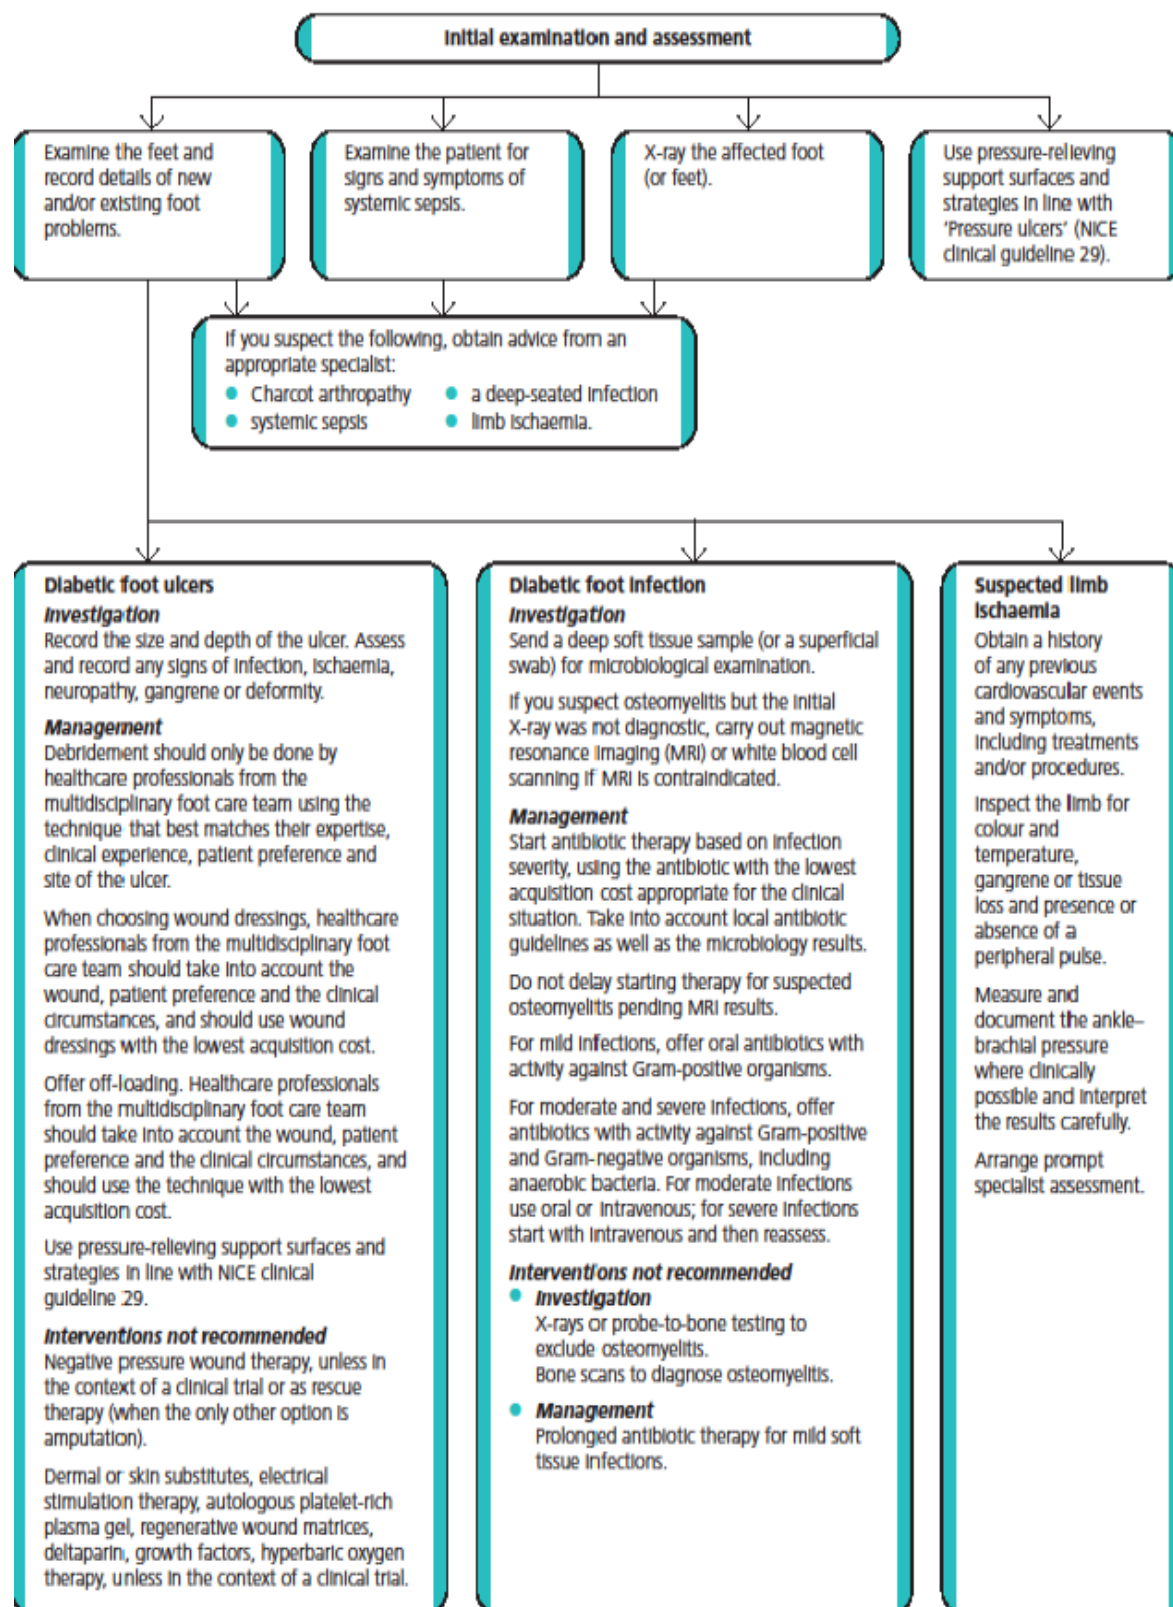 Initial examination and assessment
Examine the feet and
record details of new
and/or existing foot
problems.
Examine the patient for
signs and symptoms of
systemic sepsis.
X-ray the affected foot
(or feet).
Use pressure-relieving
support surfaces and
strategies in line with
'Pressure ulcers' (NICE
clinical guideline 29).
If you suspect the following, obtain advice from an
appropriate specialist:
● Charcot arthropathy
● systemic sepsis
● a deep-seated infection
● limb ischaemia.
Diabetic foot ulcers
Investigation
Record the size and depth of the ulcer. Assess
and record any signs of infection, ischaemia,
neuropathy, gangrene or deformity.
Management
Debridement should only be done by
healthcare professionals from the
multidisciplinary foot care team using the
technique that best matches their expertise,
clinical experience, patient preference and
site of the ulcer.
When choosing wound dressings, healthcare
professionals from the multidisciplinary foot
care team should take into account the
wound, patient preference and the clinical
circumstances, and should use wound
dressings with the lowest acquisition cost.
Offer off-loading. Healthcare professionals
from the multidisciplinary foot care team
should take into account the wound, patient
preference and the clinical circumstances, and
should use the technique with the lowest
acquisition cost.
Use pressure-relieving support surfaces and
strategies in line with NICE clinical
guideline 29.
Interventions not recommended
Negative pressure wound therapy, unless in
the context of a clinical trial or as rescue
therapy (when the only other option is
amputation).
Dermal or skin substitutes, electrical
stimulation therapy, autologous platelet-rich
plasma gel, regenerative wound matrices,
deltaparin, growth factors, hyperbaric oxygen
therapy, unless in the context of a clinical trial.
Diabetic foot infection
Investigation
Send a deep soft tissue sample (or a superficial
swab) for microbiological examination.
If you suspect osteomyelitis but the initial
X-ray was not diagnostic, carry out magnetic
resonance imaging (MRI) or white blood cell
scanning if MRI is contraindicated.
Management
Start antibiotic therapy based on infection
severity, using the antibiotic with the lowest
acquisition cost appropriate for the clinical
situation. Take into account local antibiotic
guidelines as well as the microbiology results.
Do not delay starting therapy for suspected
osteomyelitis pending MRI results.
For mild infections, offer oral antibiotics with
activity against Gram-positive organisms.
For moderate and severe infections, offer
antibiotics with activity against Gram-positive
and Gram-negative organisms, including
anaerobic bacteria. For moderate infections
use oral or intravenous; for severe infections
start with intravenous and then reassess.
Interventions not recommended
● Investigation
X-rays or probe-to-bone testing to
exclude osteomyelitis.
Bone scans to diagnose osteomyelitis.
● Management
Prolonged antibiotic therapy for mild soft
tissue infections.
Suspected limb
ischaemia
Obtain a history
of any previous
cardiovascular events
and symptoms,
including treatments
and/or procedures.
Inspect the limb for
colour and
temperature,
gangrene or tissue
loss and presence or
absence of a
peripheral pulse.
Measure and
document the ankle–
brachial pressure
where clinically
possible and interpret
the results carefully.
Arrange prompt
specialist assessment.